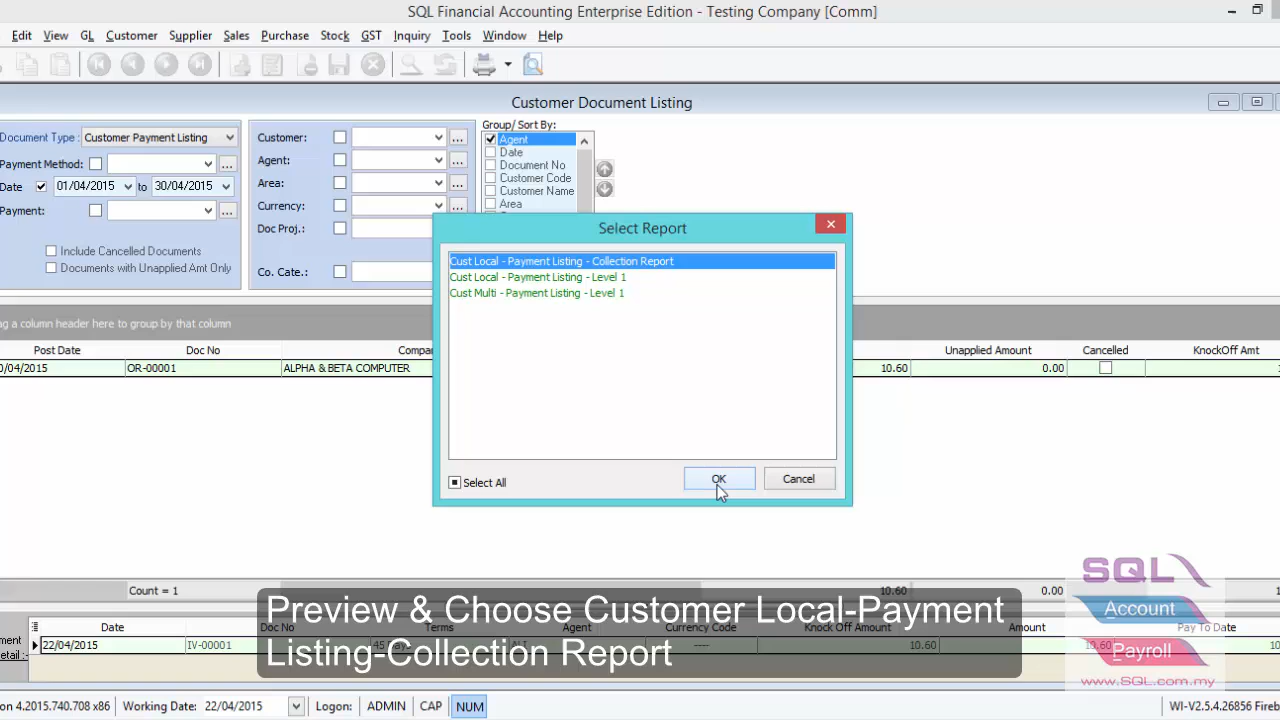 SQL Financial Accounting Enterprise Edition - Testing Company [Comm]
Edit View GL Customer Supplier Sales Purchase Stock GST Inquiry Tools Window Help
Customer Document Listing
Document Type : Customer Payment Listing
Payment Method:
Date 01/04/2015 to 30/04/2015
Payment:
Include Cancelled Documents
Documents with Unapplied Amt Only
Customer:
Agent:
Area:
Currency:
Doc Proj.:
Co. Cate.:
Group/ Sort By:
Agent
Date
Document No
Customer Code
Customer Name
Area
Select Report
Cust Local - Payment Listing - Collection Report
Cust Local - Payment Listing - Level 1
Cust Multi - Payment Listing - Level 1
Select All
OK Cancel
g a column header here to group by that column
Post Date Doc No Compa Unapplied Amount Cancelled KnockOff Amt
0/04/2015 OR-00001 ALPHA & BETA COMPUTER 10.60 0.00
Count = 1 10.60 0.00
Date Doc No Terms Agent Currency Code Knock Off Amount Amount Pay To Date
22/04/2015 IV-00001 ---- 10.60 10.60
Preview & Choose Customer Local-Payment
Listing-Collection Report
SQL
Account
Payroll
www.SQL.com.my
on 4.2015.740.708 x86 Working Date: 22/04/2015 Logon: ADMIN CAP NUM WI-V2.5.4.26856 Fireb